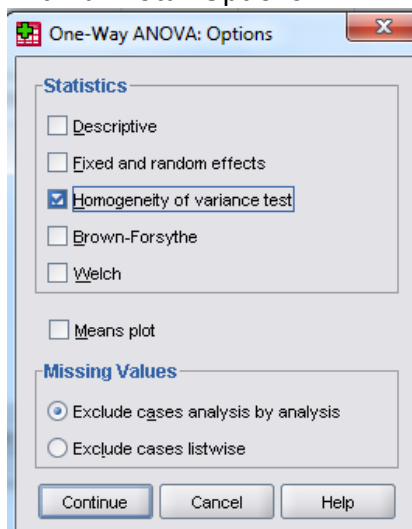 One-Way ANOVA: Options
Statistics
Descriptive
Fixed and random effects
Homogeneity of variance test
Brown-Forsythe
Welch
Means plot
Missing Values
Exclude cases analysis by analysis
Exclude cases listwise
Continue Cancel Help